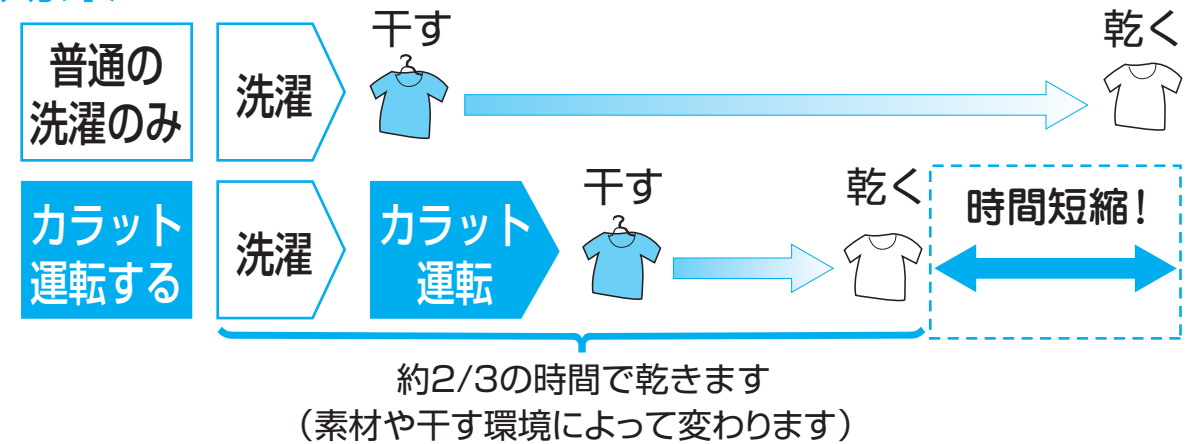 普通の
洗濯のみ
洗濯
干す
乾く
カラット
運転する
洗濯
カラット
運転
干す
乾く
時間短縮!
約2/3の時間で乾きます
(素材や干す環境によって変わります)